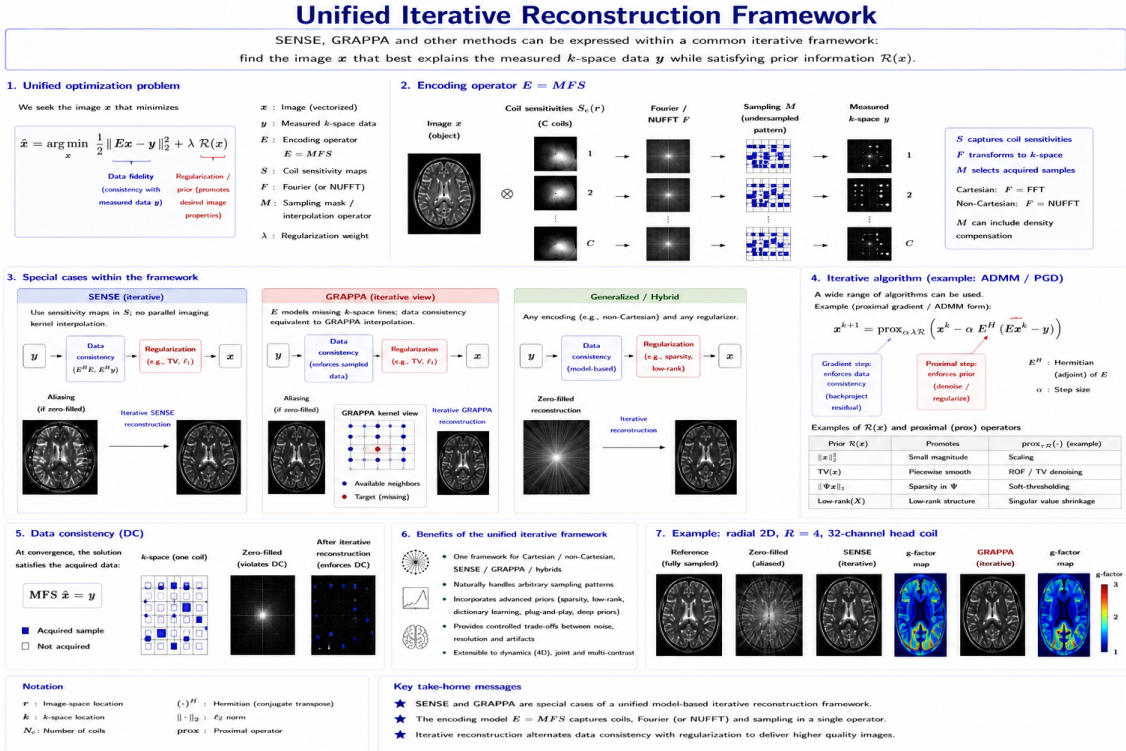 Unified Iterative Reconstruction Framework
SENSE, GRAPPA and other methods can be expressed within a common iterative framework:
find the image x that best explains the measured k-space data y while satisfying prior information R(x).
1. Unified optimization problem
We seek the image x that minimizes
x̂ = arg min_x ½ ‖Ex − y‖₂² + λ R(x)
Data fidelity
(consistency with
measured data y)
Regularization /
prior (promotes
desired image
properties)
x : Image (vectorized)
y : Measured k-space data
E : Encoding operator
E = MFS
S : Coil sensitivity maps
F : Fourier (or NUFFT)
M : Sampling mask /
interpolation operator
λ : Regularization weight
2. Encoding operator E = MFS
Image x
(object)
⊗
Coil sensitivities S_c(r)
(C coils)
Fourier /
NUFFT F
Sampling M
(undersampled
pattern)
Measured
k-space y
1
1
2
2
⋮
⋮
⋮
⋮
C
C
S captures coil sensitivities
F transforms to k-space
M selects acquired samples
Cartesian: F = FFT
Non-Cartesian: F = NUFFT
M can include density
compensation
3. Special cases within the framework
SENSE (iterative)
Use sensitivity maps in S; no parallel imaging
kernel interpolation.
y
Data
consistency
(EᴴE, Eᴴy)
Regularization
(e.g., TV, ℓ₁)
x
Aliasing
(if zero-filled)
Iterative SENSE
reconstruction
GRAPPA (iterative view)
E models missing k-space lines; data consistency
equivalent to GRAPPA interpolation.
y
Data
consistency
(enforces sampled
data)
Regularization
(e.g., TV, ℓ₁)
x
Aliasing
(if zero-filled)
GRAPPA kernel view
Available neighbors
Target (missing)
Iterative GRAPPA
reconstruction
Generalized / Hybrid
Any encoding (e.g., non-Cartesian) and any regularizer.
y
Data
consistency
(model-based)
Regularization
(e.g., sparsity,
low-rank)
x
Zero-filled
reconstruction
Iterative
reconstruction
4. Iterative algorithm (example: ADMM / PGD)
A wide range of algorithms can be used.
Example (proximal gradient / ADMM form):
xᵏ⁺¹ = prox_αλR (xᵏ − α Eᴴ (Exᵏ − y))
Gradient step:
enforces data
consistency
(backproject
residual)
Proximal step:
enforces prior
(denoise /
regularize)
Eᴴ : Hermitian
(adjoint) of E
α : Step size
Examples of R(x) and proximal (prox) operators
Prior R(x) Promotes prox_τR(·) (example)
‖x‖₂² Small magnitude Scaling
TV(x) Piecewise smooth ROF / TV denoising
‖Ψx‖₁ Sparsity in Ψ Soft-thresholding
Low-rank(X) Low-rank structure Singular value shrinkage
5. Data consistency (DC)
At convergence, the solution
satisfies the acquired data:
MFS x̂ = y
Acquired sample
Not acquired
k-space (one coil)
Zero-filled
(violates DC)
After iterative
reconstruction
(enforces DC)
6. Benefits of the unified iterative framework
• One framework for Cartesian / non-Cartesian,
SENSE / GRAPPA / hybrids
• Naturally handles arbitrary sampling patterns
• Incorporates advanced priors (sparsity, low-rank,
dictionary learning, plug-and-play, deep priors)
• Provides controlled trade-offs between noise,
resolution and artifacts
• Extensible to dynamics (4D), joint and multi-contrast
7. Example: radial 2D, R = 4, 32-channel head coil
Reference
(fully sampled)
Zero-filled
(aliased)
SENSE
(iterative)
g-factor
map
GRAPPA
(iterative)
g-factor
map
g-factor
3
2
1
Notation
r : Image-space location
k : k-space location
N_c : Number of coils
(·)ᴴ : Hermitian (conjugate transpose)
‖·‖₂ : ℓ₂ norm
prox : Proximal operator
Key take-home messages
★ SENSE and GRAPPA are special cases of a unified model-based iterative reconstruction framework.
★ The encoding model E = MFS captures coils, Fourier (or NUFFT) and sampling in a single operator.
★ Iterative reconstruction alternates data consistency with regularization to deliver higher quality images.